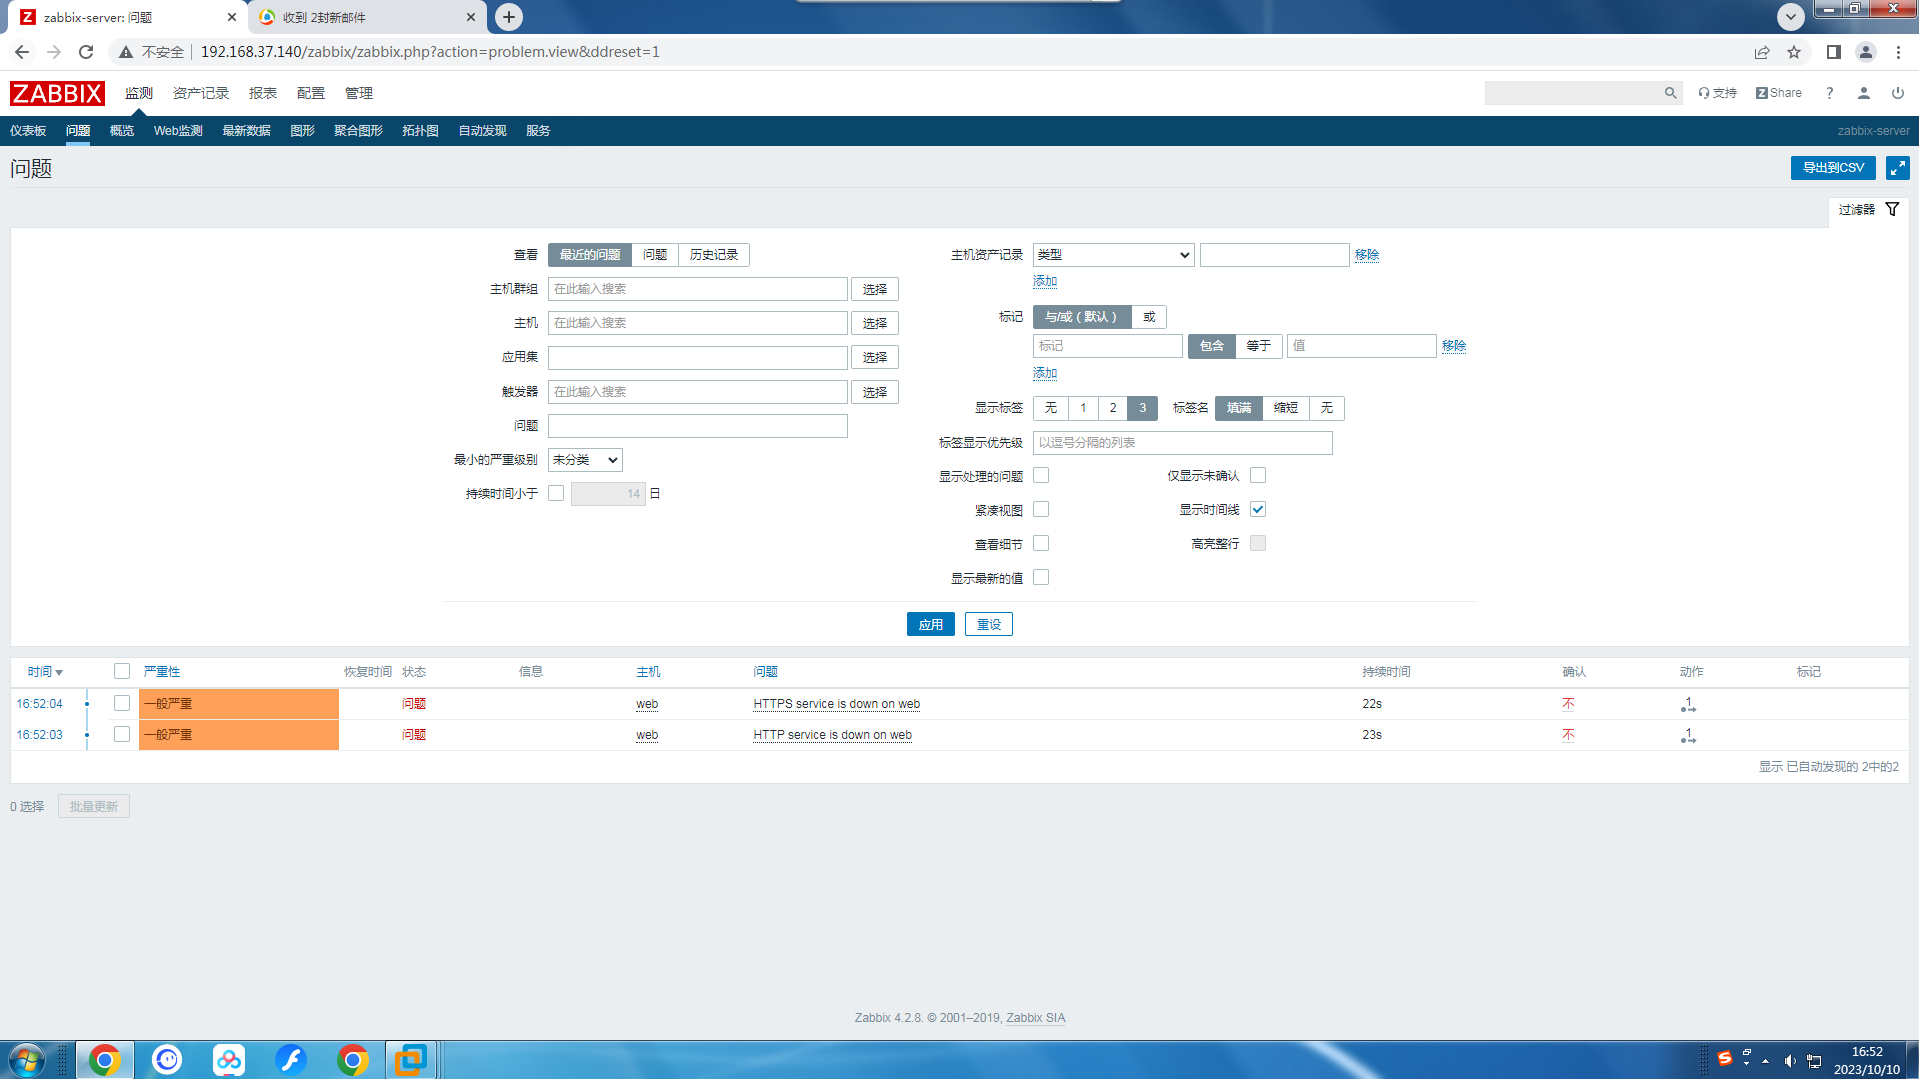 zabbix-server: 问题
收到 2封新邮件
不安全 192.168.37.140/zabbix/zabbix.php?action=problem.view&ddreset=1
ZABBIX 监测 资产记录 报表 配置 管理 支持 Share ?
仪表板 问题 概览 Web监测 最新数据 图形 聚合图形 拓扑图 自动发现 服务 zabbix-server
问题 导出到CSV
过滤器
查看 最近的问题 问题 历史记录
主机群组 在此输入搜索 选择
主机 在此输入搜索 选择
应用集 选择
触发器 在此输入搜索 选择
问题
最小的严重级别 未分类
持续时间小于 14 日
主机资产记录 类型 移除
添加
标记 与/或（默认） 或
标记 包含 等于 值 移除
添加
显示标签 无 1 2 3 标签名 填满 缩短 无
标签显示优先级 以逗号分隔的列表
显示处理的问题 仅显示未确认
紧凑视图 显示时间线
查看细节 高亮整行
显示最新的值
应用 重设
时间 严重性 恢复时间 状态 信息 主机 问题 持续时间 确认 动作 标记
16:52:04 一般严重 问题 web HTTPS service is down on web 22s 不 1
16:52:03 一般严重 问题 web HTTP service is down on web 23s 不 1
显示 已自动发现的 2中的2
0 选择 批量更新
Zabbix 4.2.8. © 2001–2019, Zabbix SIA
16:52
2023/10/10